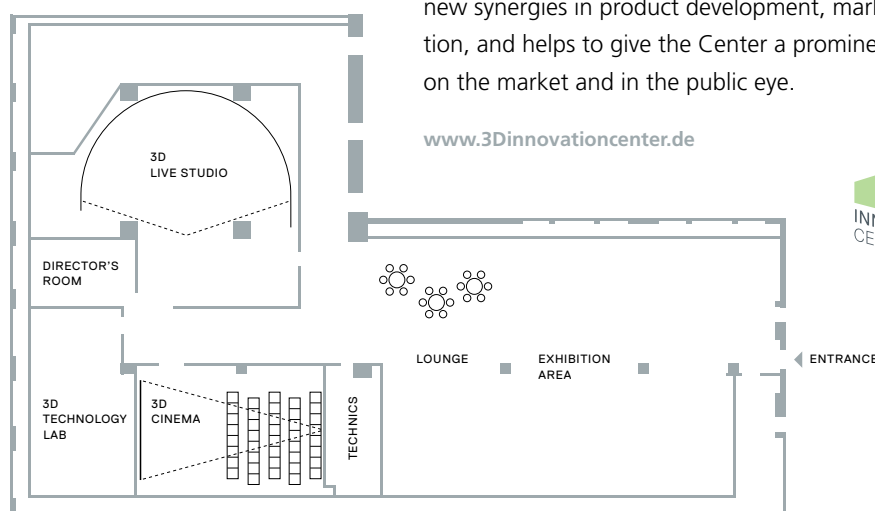 new synergies in product development, mark
tion, and helps to give the Center a promine
on the market and in the public eye.
www.3Dinnovationcenter.de
3D
LIVE STUDIO
INN
CE
DIRECTOR'S
ROOM
LOUNGE
EXHIBITION
AREA
ENTRANCE
3D
TECHNOLOGY
LAB
3D
CINEMA
TECHNICS